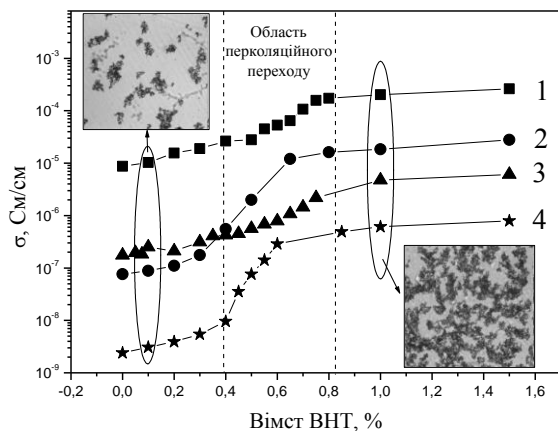 Область
перколяційного
переходу
10⁻³
10⁻⁴
10⁻⁵
10⁻⁶
10⁻⁷
10⁻⁸
10⁻⁹
σ, См/см
1
2
3
4
-0,2 0,0 0,2 0,4 0,6 0,8 1,0 1,2 1,4 1,6
Вімст ВНТ, %